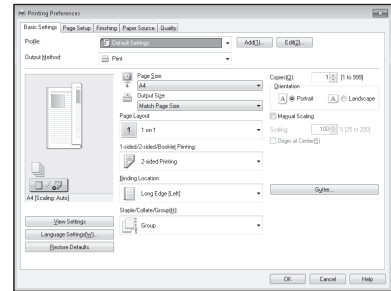 Printing Preferences
Basic Settings Page Setup Finishing Paper Source Quality
Profile: Default Settings Add(1)... Edit(2)...
Output Method: Print
Page Size:
A4
Output Size:
Match Page Size
Page Layout:
1 1 on 1
1-sided/2-sided/Booklet Printing:
2-sided Printing
Binding Location:
Long Edge [Left]
Staple/Collate/Group(H):
Group
Copies(Q): 1 [1 to 999]
Orientation
A Portrait A Landscape
Manual Scaling
Scaling: 100 % [25 to 200]
Origin at Center(S)
Gutter...
A4 [Scaling: Auto]
View Settings
Language Settings(W)...
Restore Defaults
OK Cancel Help